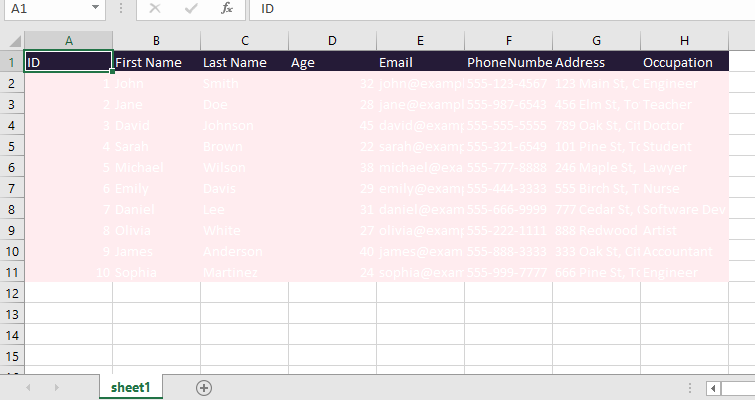 A1 fx ID
A B C D E F G H
1 ID First Name Last Name Age Email PhoneNumbe Address Occupation
2 1 John Smith 32 john@exampl 555-123-4567 123 Main St, C Engineer
3 2 Jane Doe 28 jane@exampl 555-987-6543 456 Elm St, To Teacher
4 3 David Johnson 45 david@examp 555-555-5555 789 Oak St, Cit Doctor
5 4 Sarah Brown 22 sarah@examp 555-321-6549 101 Pine St, To Student
6 5 Michael Wilson 38 michael@exa 555-777-8888 246 Maple St, Lawyer
7 6 Emily Davis 29 emily@examp 555-444-3333 555 Birch St, T Nurse
8 7 Daniel Lee 31 daniel@exam 555-666-9999 777 Cedar St, Software Dev
9 8 Olivia White 27 olivia@examp 555-222-1111 888 Redwood Artist
10 9 James Anderson 40 james@exam 555-888-3333 333 Oak St, Cit Accountant
11 10 Sophia Martinez 24 sophia@exam 555-999-7777 666 Pine St, To Engineer
12
13
14
15
sheet1